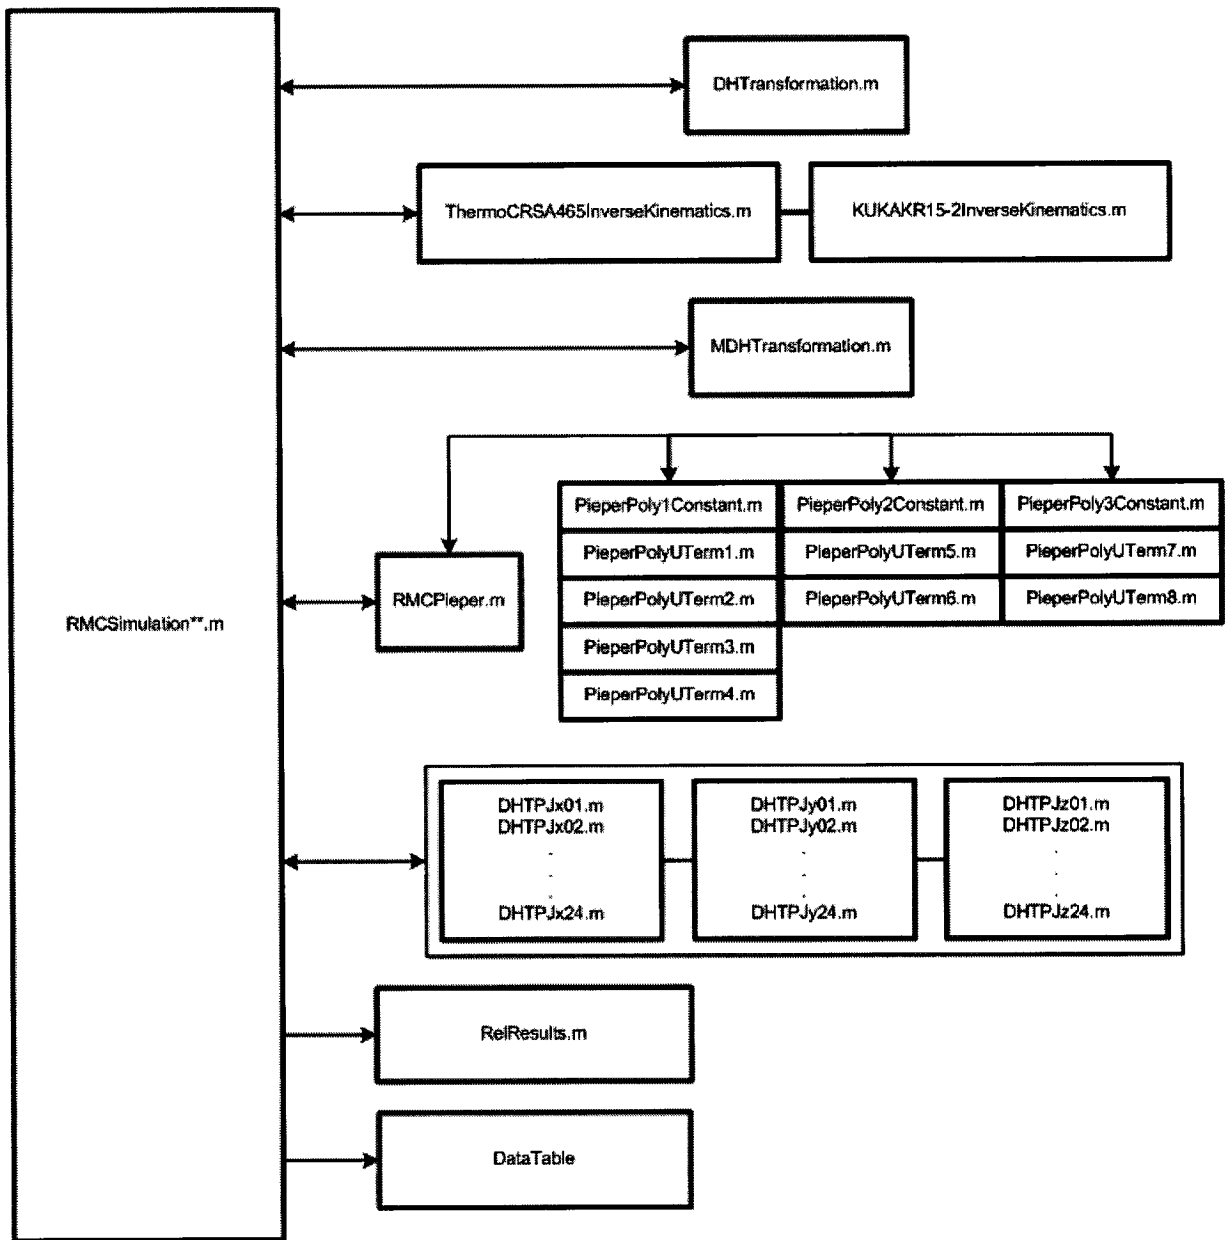 DHTransformation.m
ThermoCRSA465InverseKinematics.m
KUKAKR15-2InverseKinematics.m
MDHTransformation.m
PieperPoly1Constant.m
PieperPoly2Constant.m
PieperPoly3Constant.m
PieperPolyUTerm1.m
PieperPolyUTerm5.m
PieperPolyUTerm7.m
RMCPieper.m
PieperPolyUTerm2.m
PieperPolyUTerm6.m
PieperPolyUTerm8.m
RMCSimulation**.m
PieperPolyUTerm3.m
PieperPolyUTerm4.m
DHTPJx01.m
DHTPJx02.m
.
.
.
DHTPJx24.m
DHTPJy01.m
DHTPJy02.m
.
.
.
DHTPJy24.m
DHTPJz01.m
DHTPJz02.m
.
.
.
DHTPJz24.m
RelResults.m
DataTable